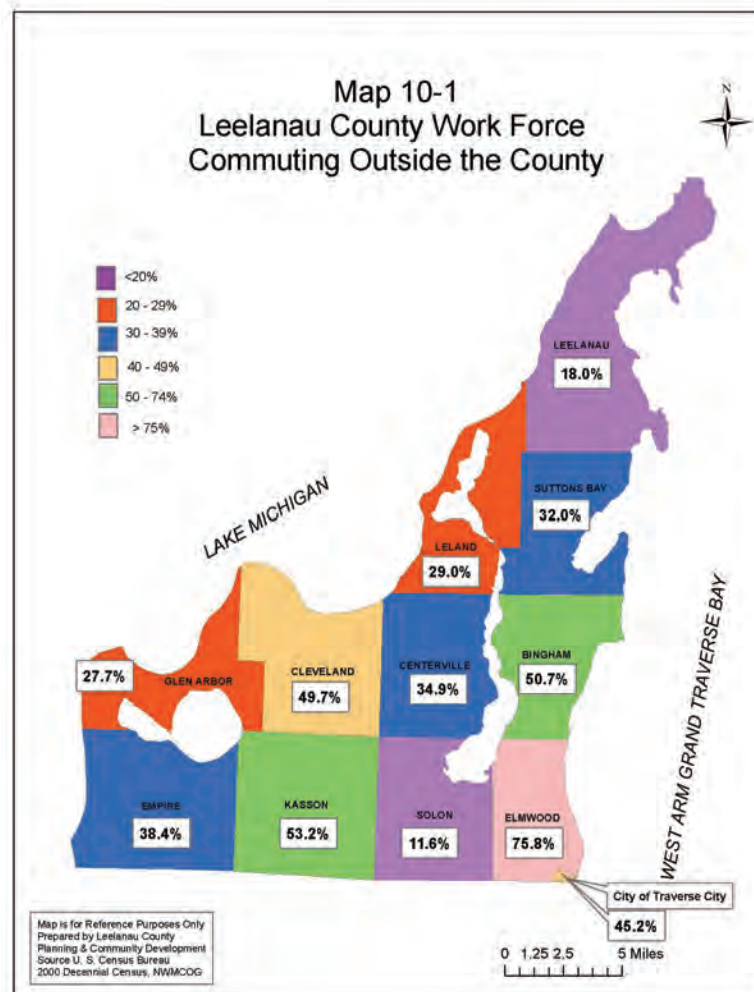 Map 10-1
Leelanau County Work Force
Commuting Outside the County
N
<20%
20 - 29%
30 - 39%
40 - 49%
50 - 74%
> 75%
LAKE MICHIGAN
LEELANAU
18.0%
SUTTONS BAY
32.0%
LELAND
29.0%
27.7%
GLEN ARBOR
CLEVELAND
49.7%
CENTERVILLE
34.9%
BINGHAM
50.7%
WEST ARM GRAND TRAVERSE BAY
EMPIRE
38.4%
KASSON
53.2%
SOLON
11.6%
ELMWOOD
75.8%
City of Traverse City
45.2%
Map is for Reference Purposes Only
Prepared by Leelanau County
Planning & Community Development
Source U. S. Census Bureau
2000 Decennial Census, NWMCOG
0 1.25 2.5 5 Miles